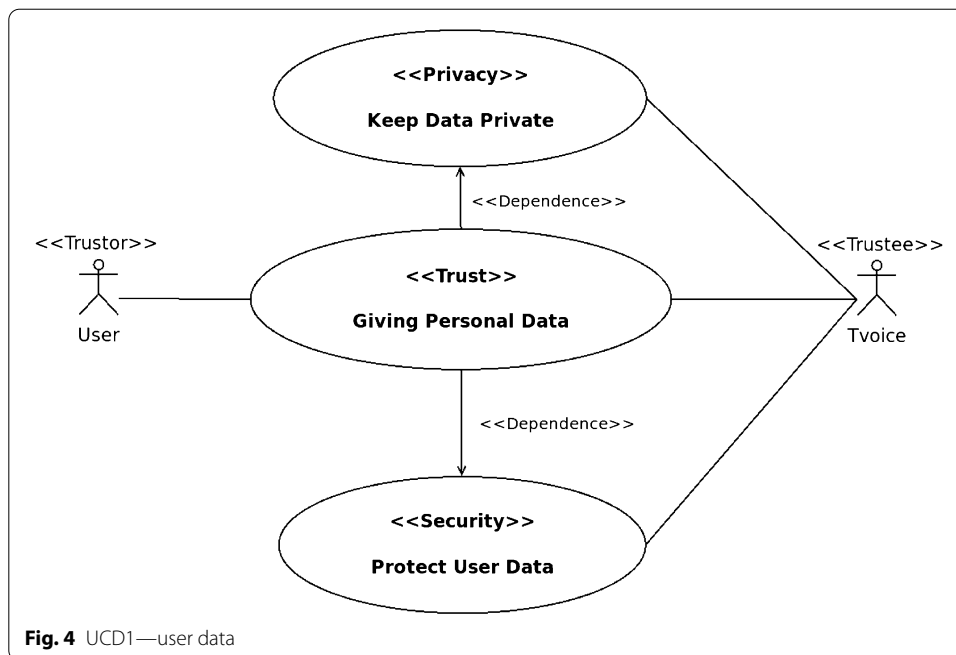 <<Privacy>>
Keep Data Private
<<Dependence>>
<<Trustor>>
User
<<Trust>>
Giving Personal Data
<<Trustee>>
Tvoice
<<Dependence>>
<<Security>>
Protect User Data
Fig. 4 UCD1—user data